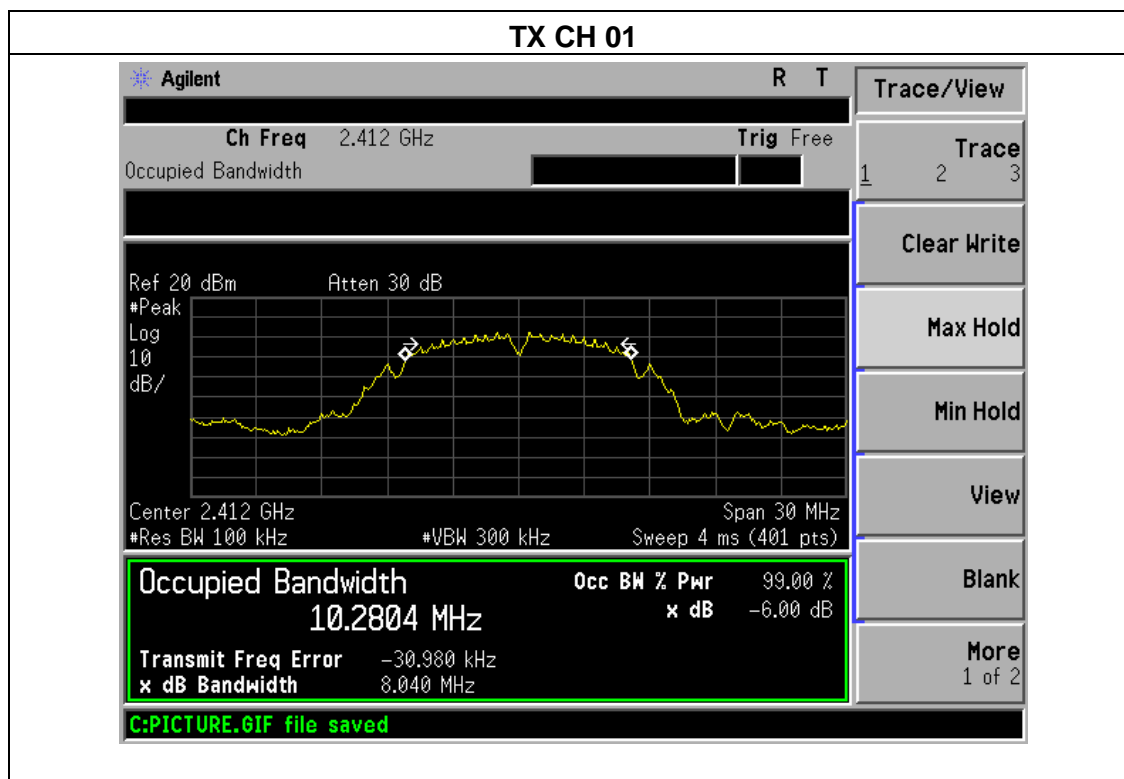 TX CH 01
Agilent R T
Trace/View
Ch Freq 2.412 GHz Trig Free
Occupied Bandwidth
Trace
1 2 3
Clear Write
Ref 20 dBm Atten 30 dB
#Peak
Log
10
dB/
Max Hold
Min Hold
View
Center 2.412 GHz Span 30 MHz
#Res BW 100 kHz #VBW 300 kHz Sweep 4 ms (401 pts)
Occupied Bandwidth Occ BW % Pwr 99.00 %
10.2804 MHz x dB -6.00 dB
Blank
Transmit Freq Error -30.980 kHz
x dB Bandwidth 8.040 MHz
More
1 of 2
C:PICTURE.GIF file saved